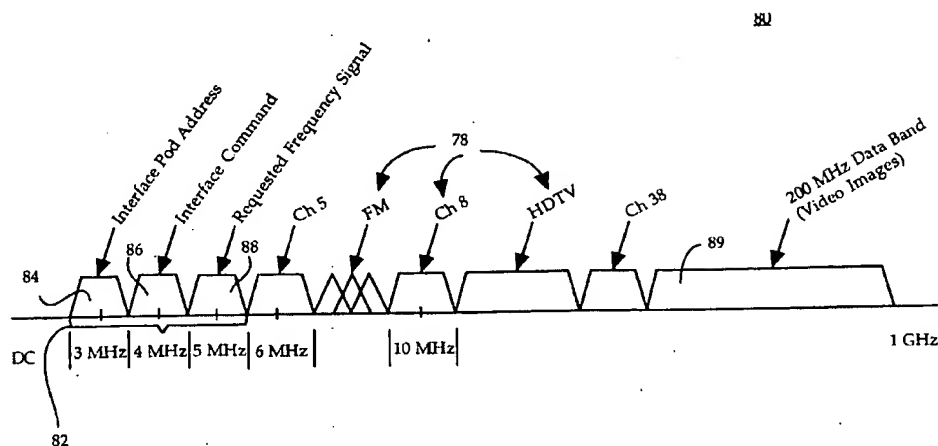 80
Interface Pod Address
Interface Command
Requested Frequency Signal
Ch 5
FM
78
Ch 8
HDTV
Ch 38
200 MHz Data Band
(Video Images)
84
86
88
89
DC
3 MHz
4 MHz
5 MHz
6 MHz
10 MHz
1 GHz
82